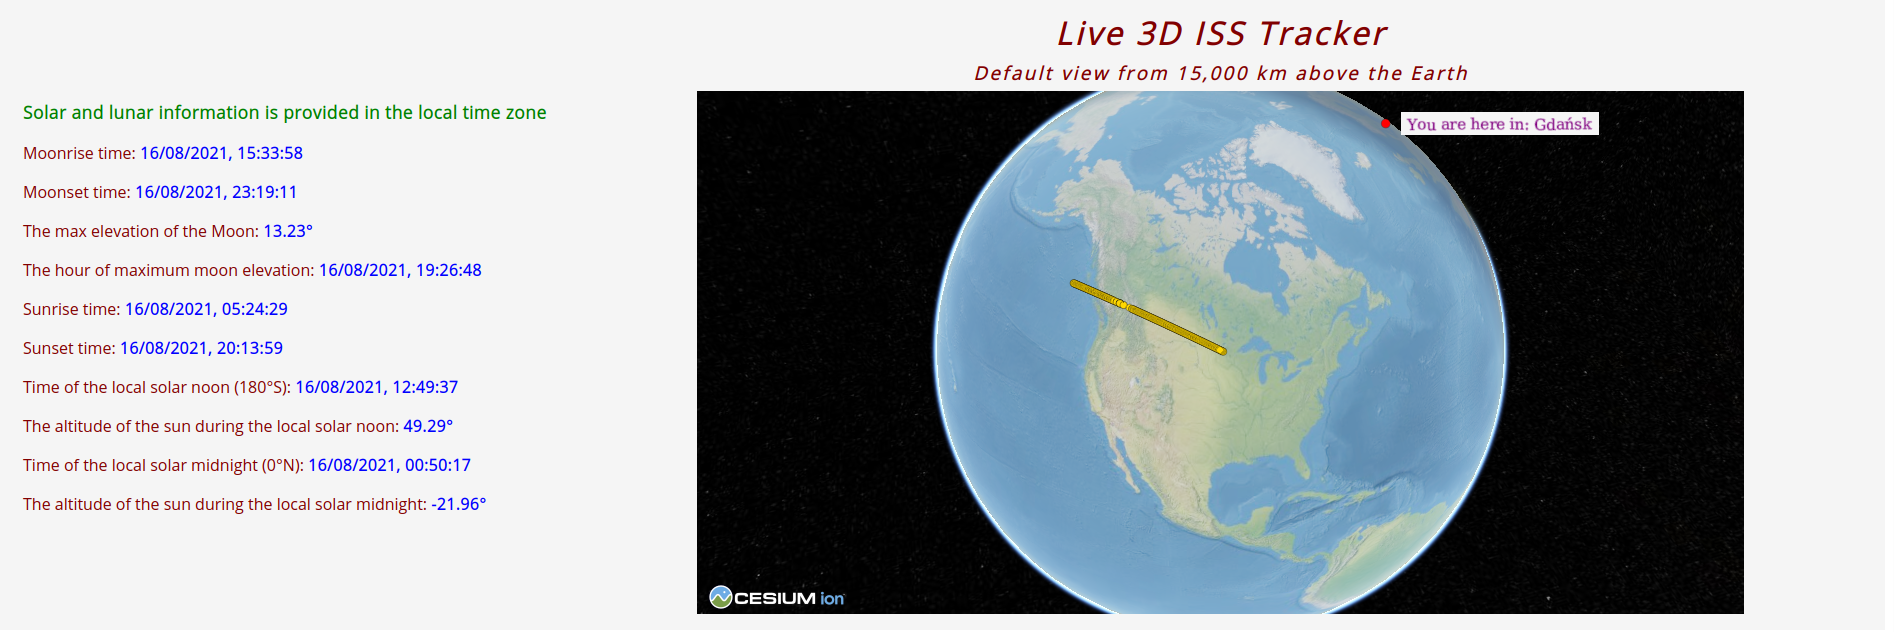 Live 3D ISS Tracker
Default view from 15,000 km above the Earth
Solar and lunar information is provided in the local time zone
Moonrise time: 16/08/2021, 15:33:58
Moonset time: 16/08/2021, 23:19:11
The max elevation of the Moon: 13.23°
The hour of maximum moon elevation: 16/08/2021, 19:26:48
Sunrise time: 16/08/2021, 05:24:29
Sunset time: 16/08/2021, 20:13:59
Time of the local solar noon (180°S): 16/08/2021, 12:49:37
The altitude of the sun during the local solar noon: 49.29°
Time of the local solar midnight (0°N): 16/08/2021, 00:50:17
The altitude of the sun during the local solar midnight: -21.96°
You are here in: Gdańsk
CESIUM ion